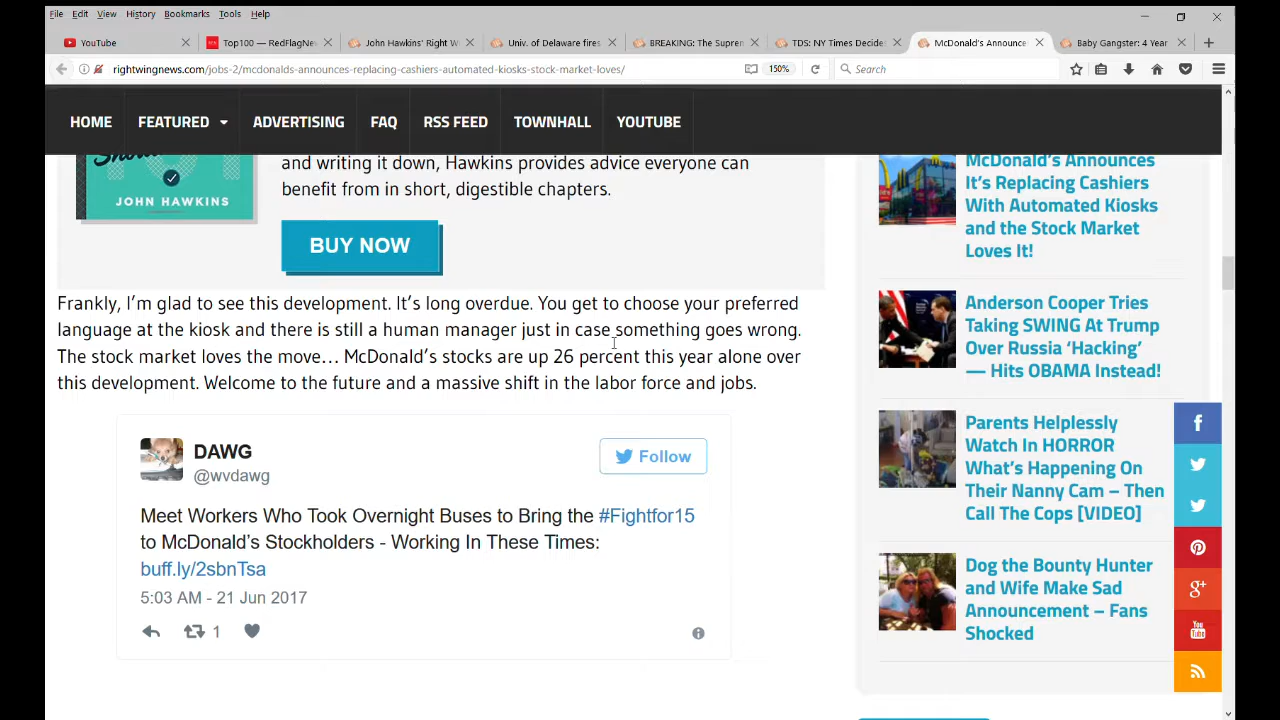 File Edit View History Bookmarks Tools Help
YouTube
Top100 — RedFlagNew
John Hawkins' Right W
Univ. of Delaware fires
BREAKING: The Supren
TDS: NY Times Decide
McDonald's Announce
Baby Gangster: 4 Year
rightwingnews.com/jobs-2/mcdonalds-announces-replacing-cashiers-automated-kiosks-stock-market-loves/
150%
Search
HOME FEATURED ADVERTISING FAQ RSS FEED TOWNHALL YOUTUBE
JOHN HAWKINS
and writing it down, Hawkins provides advice everyone can
benefit from in short, digestible chapters.
BUY NOW
Frankly, I'm glad to see this development. It's long overdue. You get to choose your preferred
language at the kiosk and there is still a human manager just in case something goes wrong.
The stock market loves the move… McDonald's stocks are up 26 percent this year alone over
this development. Welcome to the future and a massive shift in the labor force and jobs.
DAWG
@wvdawg
Follow
Meet Workers Who Took Overnight Buses to Bring the #Fightfor15
to McDonald's Stockholders - Working In These Times:
buff.ly/2sbnTsa
5:03 AM - 21 Jun 2017
1
McDonald's Announces
It's Replacing Cashiers
With Automated Kiosks
and the Stock Market
Loves It!
Anderson Cooper Tries
Taking SWING At Trump
Over Russia ‘Hacking’
— Hits OBAMA Instead!
Parents Helplessly
Watch In HORROR
What's Happening On
Their Nanny Cam – Then
Call The Cops [VIDEO]
Dog the Bounty Hunter
and Wife Make Sad
Announcement – Fans
Shocked